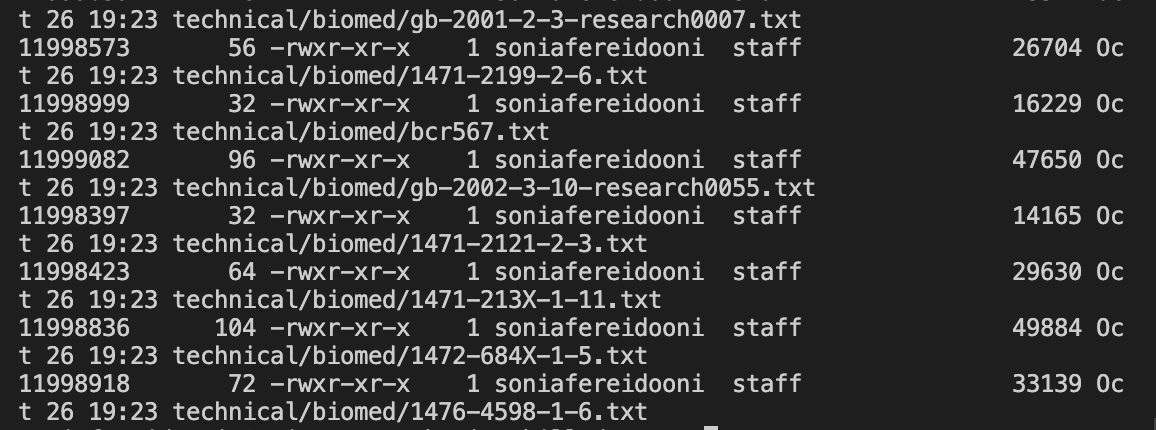 t 26 19:23 technical/biomed/gb-2001-2-3-research0007.txt
11998573       56 -rwxr-xr-x    1 soniafereidooni  staff               26704 Oc
t 26 19:23 technical/biomed/1471-2199-2-6.txt
11998999       32 -rwxr-xr-x    1 soniafereidooni  staff               16229 Oc
t 26 19:23 technical/biomed/bcr567.txt
11999082       96 -rwxr-xr-x    1 soniafereidooni  staff               47650 Oc
t 26 19:23 technical/biomed/gb-2002-3-10-research0055.txt
11998397       32 -rwxr-xr-x    1 soniafereidooni  staff               14165 Oc
t 26 19:23 technical/biomed/1471-2121-2-3.txt
11998423       64 -rwxr-xr-x    1 soniafereidooni  staff               29630 Oc
t 26 19:23 technical/biomed/1471-213X-1-11.txt
11998836      104 -rwxr-xr-x    1 soniafereidooni  staff               49884 Oc
t 26 19:23 technical/biomed/1472-684X-1-5.txt
11998918       72 -rwxr-xr-x    1 soniafereidooni  staff               33139 Oc
t 26 19:23 technical/biomed/1476-4598-1-6.txt